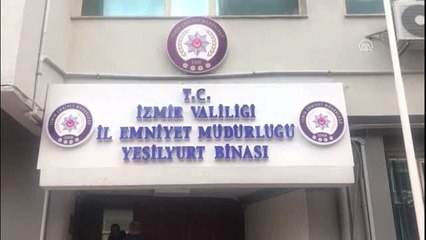 T.C.
İZMİR VALİLİĞİ
İL EMNİYET MÜDÜRLÜĞÜ
YEŞİLYURT BİNASI